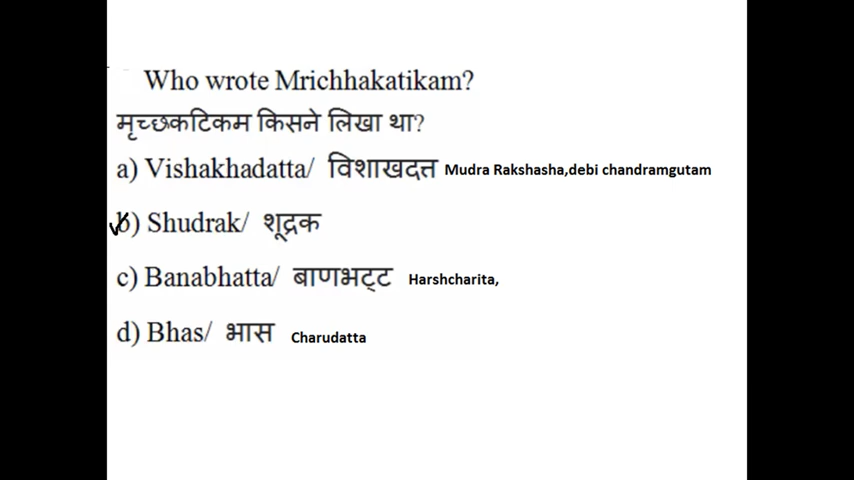 Who wrote Mrichhakatikam?
मृच्छकटिकम किसने लिखा था?
a) Vishakhadatta/ विशाखदत्त Mudra Rakshasha,debi chandramgutam
b) Shudrak/ शूद्रक
c) Banabhatta/ बाणभट्ट Harshcharita,
d) Bhas/ भास Charudatta